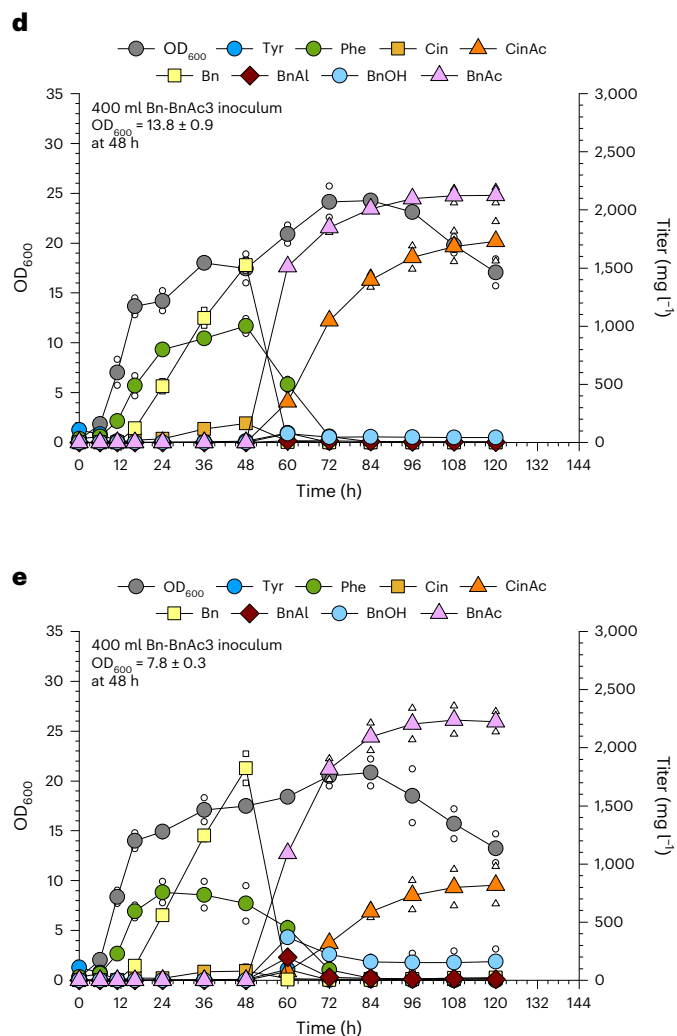 d
OD600 Tyr Phe Cin CinAc
Bn BnAl BnOH BnAc
400 ml Bn-BnAc3 inoculum
OD600 = 13.8 ± 0.9
at 48 h
35
30
25
20
15
10
5
0
OD600
3,000
2,500
2,000
1,500
1,000
500
0
Titer (mg l−1)
0 12 24 36 48 60 72 84 96 108 120 132 144
Time (h)
e
OD600 Tyr Phe Cin CinAc
Bn BnAl BnOH BnAc
400 ml Bn-BnAc3 inoculum
OD600 = 7.8 ± 0.3
at 48 h
35
30
25
20
15
10
5
0
OD600
3,000
2,500
2,000
1,500
1,000
500
0
Titer (mg l−1)
0 12 24 36 48 60 72 84 96 108 120 132 144
Time (h)